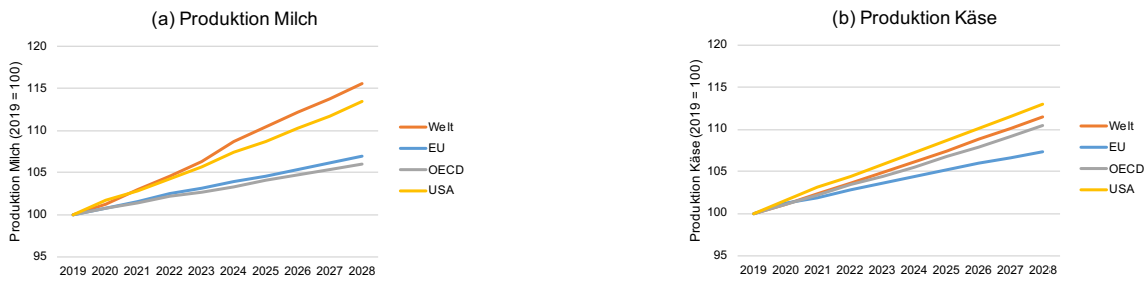 (a) Produktion Milch
Produktion Milch (2019 = 100)
120
115
110
105
100
95
2019 2020 2021 2022 2023 2024 2025 2026 2027 2028
Welt
EU
OECD
USA
(b) Produktion Käse
Produktion Käse (2019 = 100)
120
115
110
105
100
95
2019 2020 2021 2022 2023 2024 2025 2026 2027 2028
Welt
EU
OECD
USA